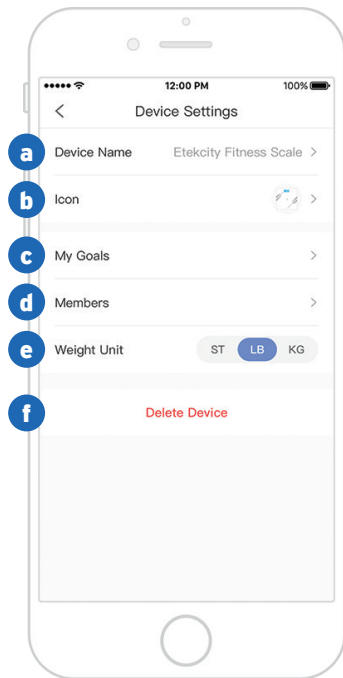 12:00 PM 100%
Device Settings
a Device Name Etekcity Fitness Scale
b Icon
c My Goals
d Members
e Weight Unit ST LB KG
f Delete Device